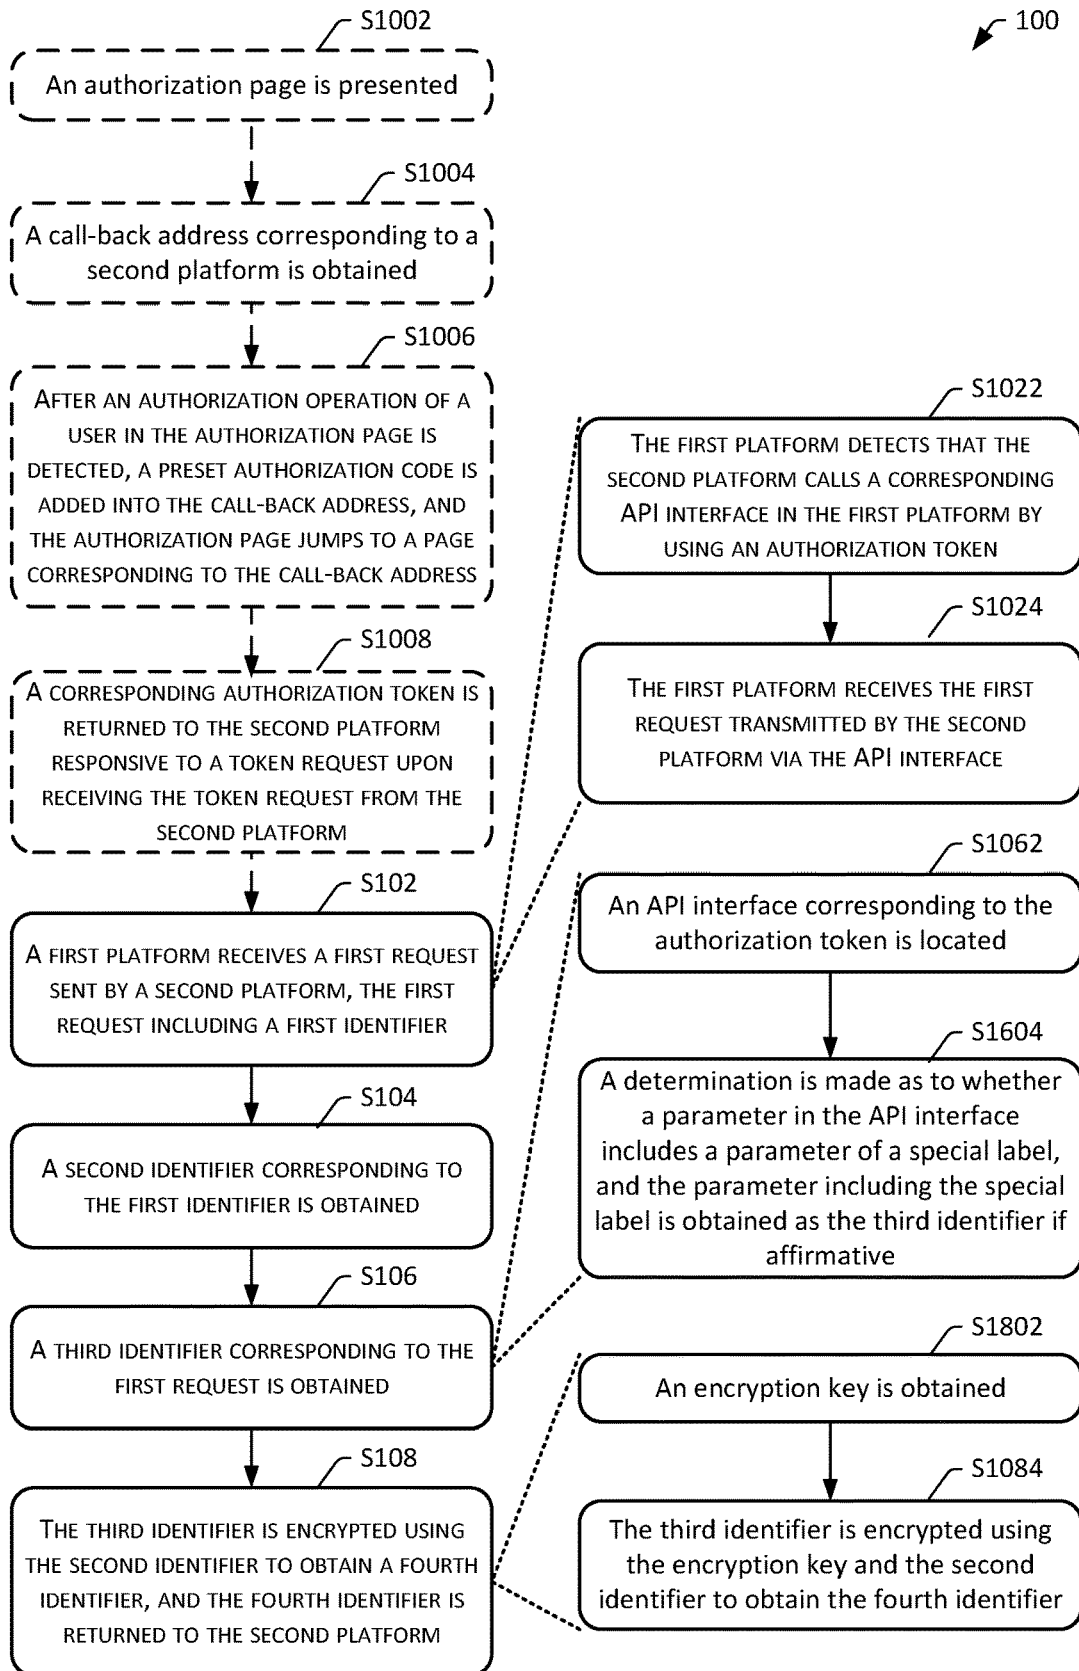 S1002
100
An authorization page is presented
S1004
A call-back address corresponding to a
second platform is obtained
S1006
AFTER AN AUTHORIZATION OPERATION OF A
USER IN THE AUTHORIZATION PAGE IS
DETECTED, A PRESET AUTHORIZATION CODE IS
ADDED INTO THE CALL-BACK ADDRESS, AND
THE AUTHORIZATION PAGE JUMPS TO A PAGE
CORRESPONDING TO THE CALL-BACK ADDRESS
S1008
A CORRESPONDING AUTHORIZATION TOKEN IS
RETURNED TO THE SECOND PLATFORM
RESPONSIVE TO A TOKEN REQUEST UPON
RECEIVING THE TOKEN REQUEST FROM THE
SECOND PLATFORM
S102
A FIRST PLATFORM RECEIVES A FIRST REQUEST
SENT BY A SECOND PLATFORM, THE FIRST
REQUEST INCLUDING A FIRST IDENTIFIER
S104
A SECOND IDENTIFIER CORRESPONDING TO
THE FIRST IDENTIFIER IS OBTAINED
S106
A THIRD IDENTIFIER CORRESPONDING TO THE
FIRST REQUEST IS OBTAINED
S108
THE THIRD IDENTIFIER IS ENCRYPTED USING
THE SECOND IDENTIFIER TO OBTAIN A FOURTH
IDENTIFIER, AND THE FOURTH IDENTIFIER IS
RETURNED TO THE SECOND PLATFORM
S1022
THE FIRST PLATFORM DETECTS THAT THE
SECOND PLATFORM CALLS A CORRESPONDING
API INTERFACE IN THE FIRST PLATFORM BY
USING AN AUTHORIZATION TOKEN
S1024
THE FIRST PLATFORM RECEIVES THE FIRST
REQUEST TRANSMITTED BY THE SECOND
PLATFORM VIA THE API INTERFACE
S1062
An API interface corresponding to the
authorization token is located
S1604
A determination is made as to whether
a parameter in the API interface
includes a parameter of a special label,
and the parameter including the special
label is obtained as the third identifier if
affirmative
S1802
An encryption key is obtained
S1084
The third identifier is encrypted using
the encryption key and the second
identifier to obtain the fourth identifier